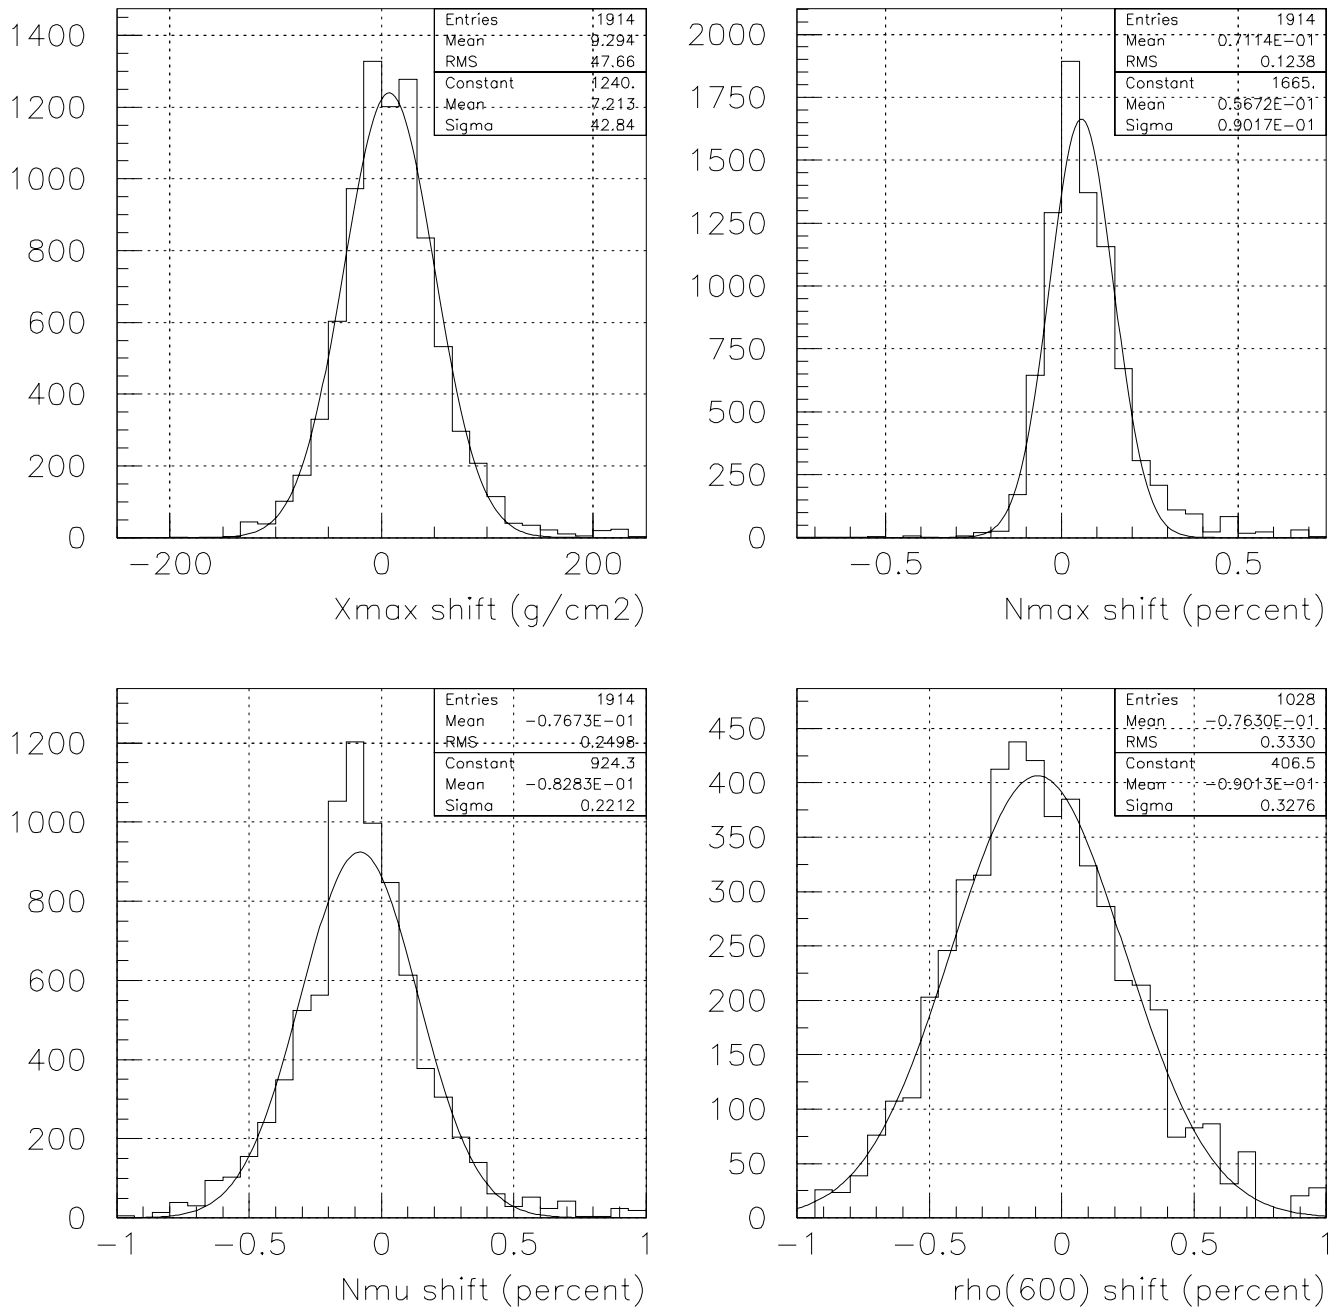 Entries 1914
Mean 9.294
RMS 47.66
Constant 1240.
Mean 7.213
Sigma 42.84
1400
1200
1000
800
600
400
200
0
−200 0 200
Xmax shift (g/cm2)
Entries 1914
Mean 0.7114E−01
RMS 0.1238
Constant 1665.
Mean 0.5672E−01
Sigma 0.9017E−01
2000
1750
1500
1250
1000
750
500
250
0
−0.5 0 0.5
Nmax shift (percent)
Entries 1914
Mean −0.7673E−01
RMS 0.2498
Constant 924.3
Mean −0.8283E−01
Sigma 0.2212
1200
1000
800
600
400
200
0
−1 −0.5 0 0.5 1
Nmu shift (percent)
Entries 1028
Mean −0.7630E−01
RMS 0.3330
Constant 406.5
Mean −0.9013E−01
Sigma 0.3276
450
400
350
300
250
200
150
100
50
0
−1 −0.5 0 0.5 1
rho(600) shift (percent)